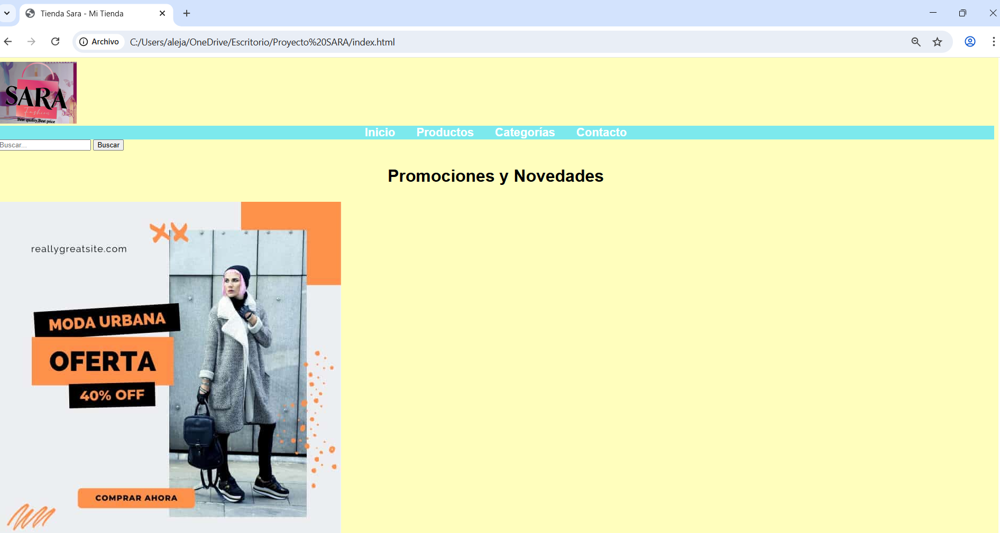 Tienda Sara - Mi Tienda
Archivo C:/Users/aleja/OneDrive/Escritorio/Proyecto%20SARA/index.html
SARA
Fashion
Best quality,Best price
Inicio Productos Categorías Contacto
Buscar... Buscar
Promociones y Novedades
reallygreatsite.com
MODA URBANA
OFERTA
40% OFF
COMPRAR AHORA